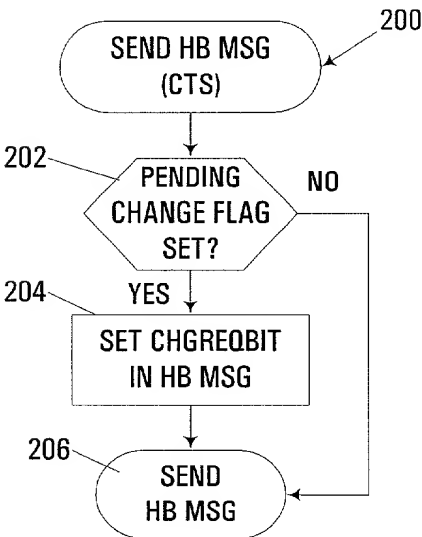 200
SEND HB MSG
(CTS)
202
PENDING
CHANGE FLAG
SET?
NO
204
YES
SET CHGREQBIT
IN HB MSG
206
SEND
HB MSG